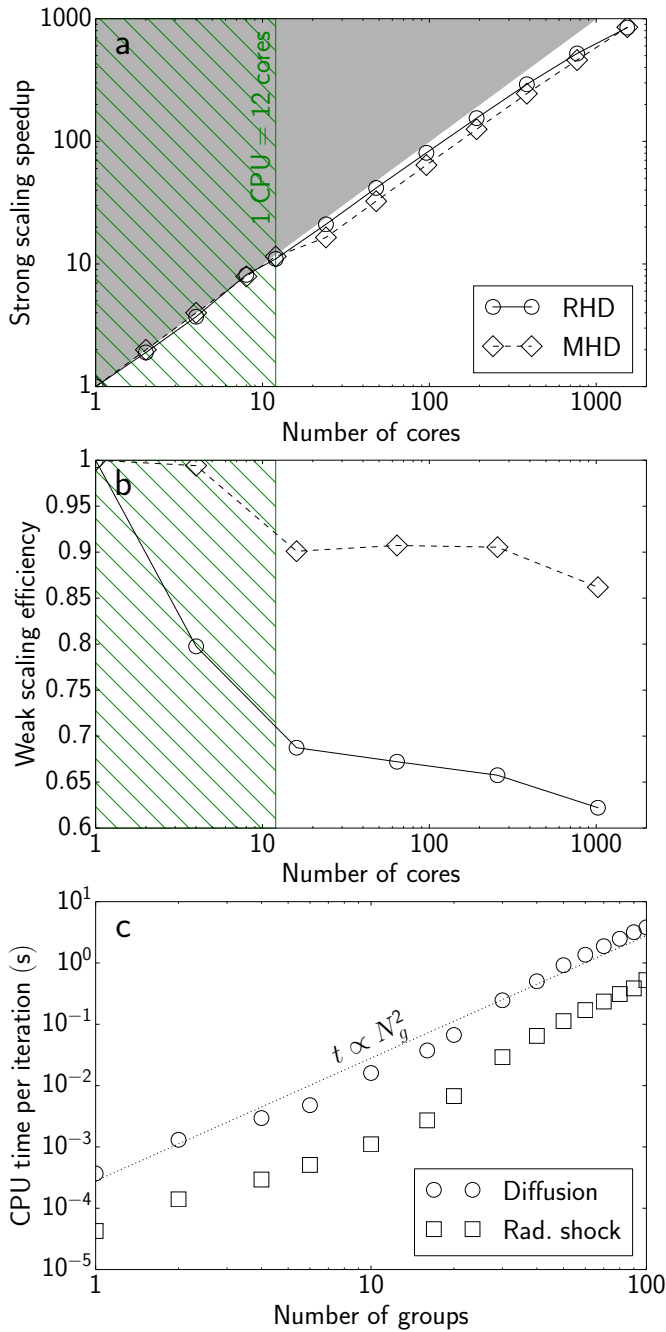 a
1000
100
10
1
Strong scaling speedup
1 CPU = 12 cores
RHD
MHD
1 10 100 1000
Number of cores
b
1
0.95
0.9
0.85
0.8
0.75
0.7
0.65
0.6
Weak scaling efficiency
1 10 100 1000
Number of cores
c
10^1
10^0
10^−1
10^−2
10^−3
10^−4
10^−5
CPU time per iteration (s)
t ∝ N_g^2
Diffusion
Rad. shock
1 10 100
Number of groups